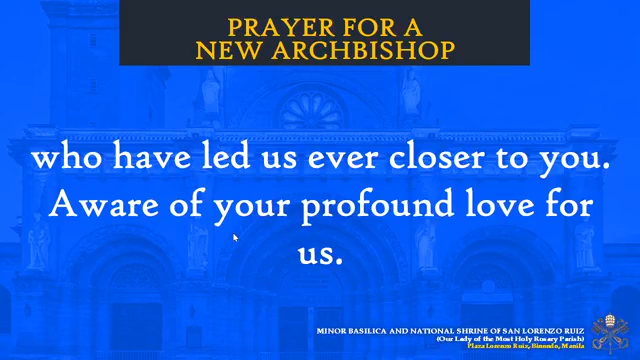 PRAYER FOR A
NEW ARCHBISHOP
who have led us ever closer to you.
Aware of your profound love for
us.
MINOR BASILICA AND NATIONAL SHRINE OF SAN LORENZO RUIZ
(Our Lady of the Most Holy Rosary Parish)
Plaza Lorenzo Ruiz, Binondo, Manila